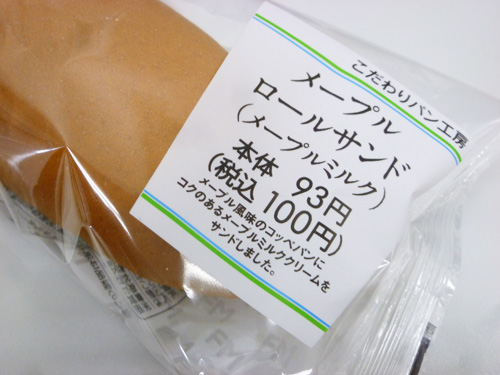 こだわりパン工房
メープル
ロールサンド
(メープルミルク)
本体 93円
(税込 100円)
メープル風味のコッペパンに
コクのあるメープルミルククリームを
サンドしました。
FM